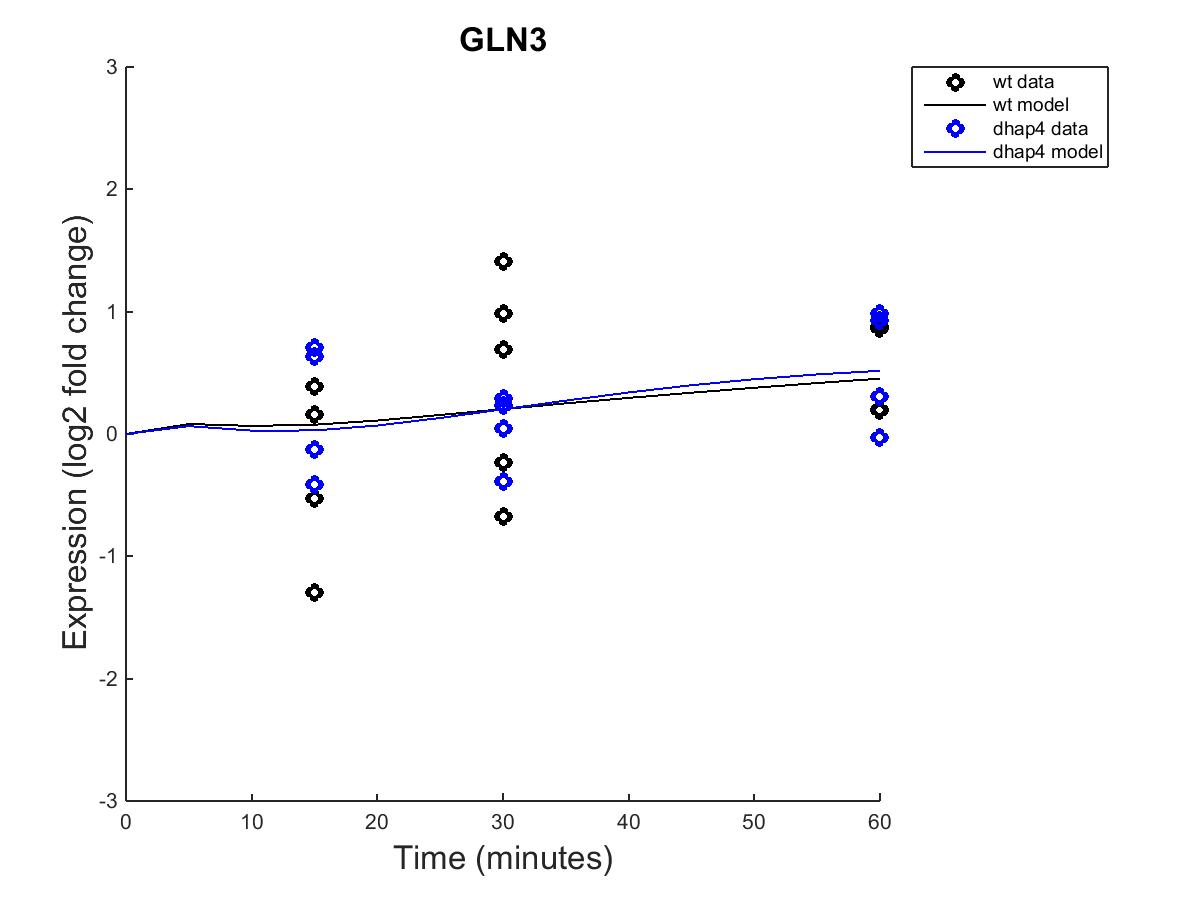 GLN3
3
2
1
0
-1
-2
-3
0 10 20 30 40 50 60
Expression (log2 fold change)
Time (minutes)
wt data
wt model
dhap4 data
dhap4 model